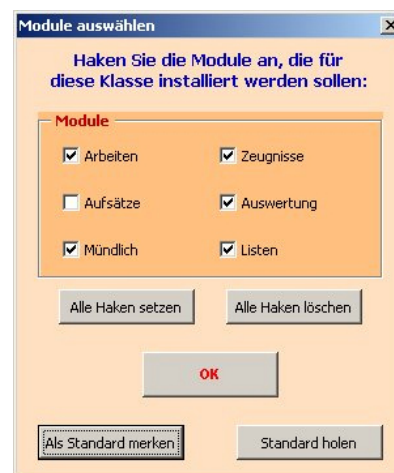 Module auswählen
Haken Sie die Module an, die für
diese Klasse installiert werden sollen:
Module
Arbeiten
Zeugnisse
Aufsätze
Auswertung
Mündlich
Listen
Alle Haken setzen
Alle Haken löschen
OK
Als Standard merken
Standard holen